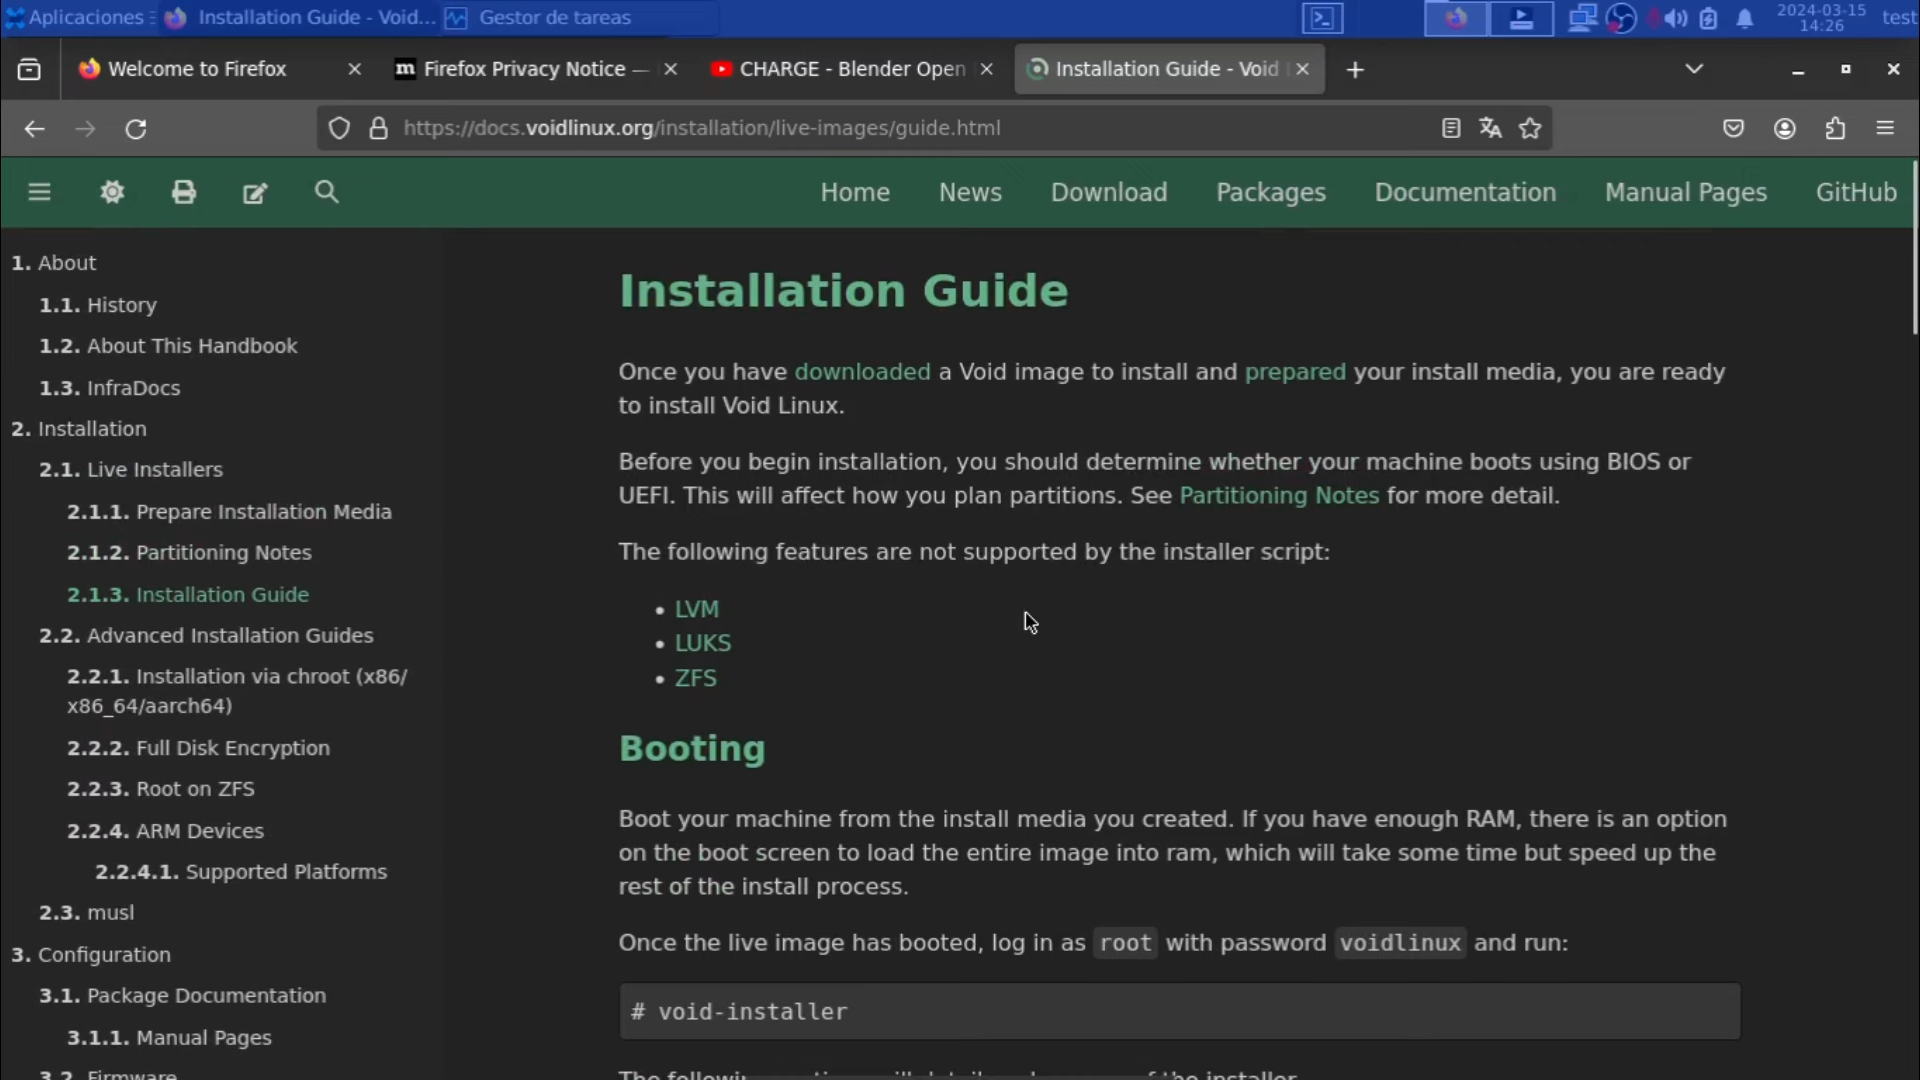 Aplicaciones
Installation Guide - Void...
Gestor de tareas
2024-03-15
14:26
test
Welcome to Firefox
m Firefox Privacy Notice —
CHARGE - Blender Open
Installation Guide - Void
https://docs.voidlinux.org/installation/live-images/guide.html
Home News Download Packages Documentation Manual Pages GitHub
1. About
1.1. History
1.2. About This Handbook
1.3. InfraDocs
2. Installation
2.1. Live Installers
2.1.1. Prepare Installation Media
2.1.2. Partitioning Notes
2.1.3. Installation Guide
2.2. Advanced Installation Guides
2.2.1. Installation via chroot (x86/
x86_64/aarch64)
2.2.2. Full Disk Encryption
2.2.3. Root on ZFS
2.2.4. ARM Devices
2.2.4.1. Supported Platforms
2.3. musl
3. Configuration
3.1. Package Documentation
3.1.1. Manual Pages
3.2. Firmware
Installation Guide
Once you have downloaded a Void image to install and prepared your install media, you are ready
to install Void Linux.
Before you begin installation, you should determine whether your machine boots using BIOS or
UEFI. This will affect how you plan partitions. See Partitioning Notes for more detail.
The following features are not supported by the installer script:
• LVM
• LUKS
• ZFS
Booting
Boot your machine from the install media you created. If you have enough RAM, there is an option
on the boot screen to load the entire image into ram, which will take some time but speed up the
rest of the install process.
Once the live image has booted, log in as root with password voidlinux and run:
# void-installer
The following
the installer